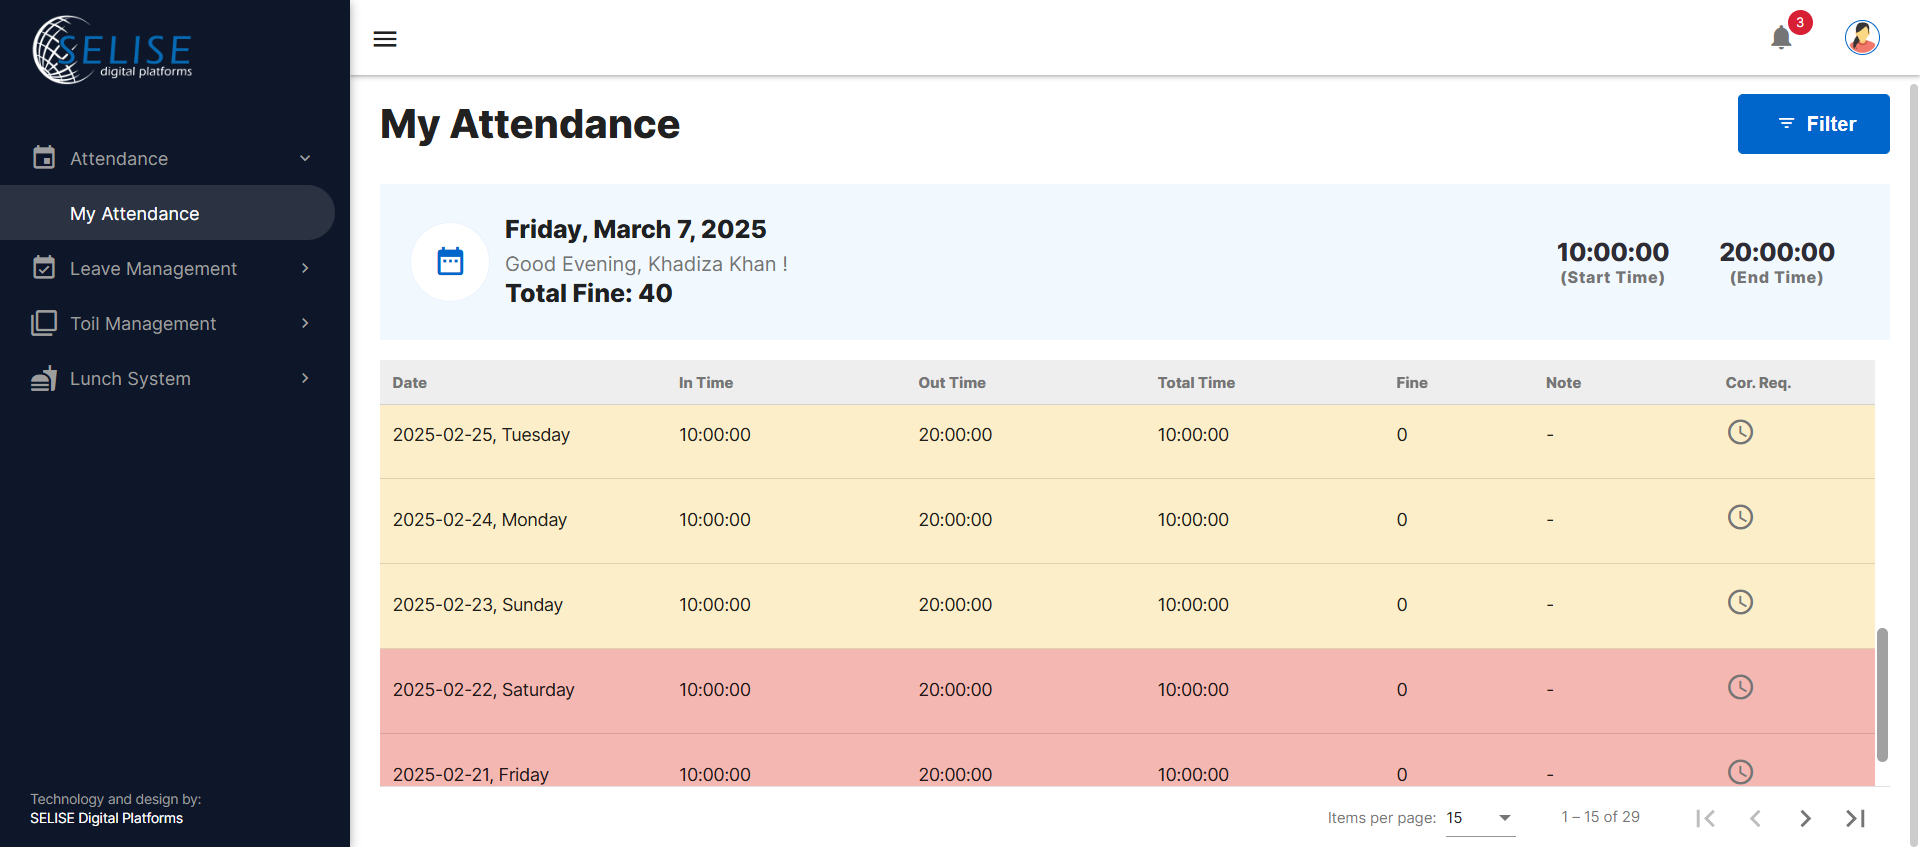 SELISE
digital platforms
3
Attendance
My Attendance
Leave Management
Toil Management
Lunch System
Technology and design by:
SELISE Digital Platforms
My Attendance
Filter
Friday, March 7, 2025
Good Evening, Khadiza Khan !
Total Fine: 40
10:00:00 20:00:00
(Start Time) (End Time)
Date In Time Out Time Total Time Fine Note Cor. Req.
2025-02-25, Tuesday 10:00:00 20:00:00 10:00:00 0 -
2025-02-24, Monday 10:00:00 20:00:00 10:00:00 0 -
2025-02-23, Sunday 10:00:00 20:00:00 10:00:00 0 -
2025-02-22, Saturday 10:00:00 20:00:00 10:00:00 0 -
2025-02-21, Friday 10:00:00 20:00:00 10:00:00 0 -
Items per page: 15 1 – 15 of 29